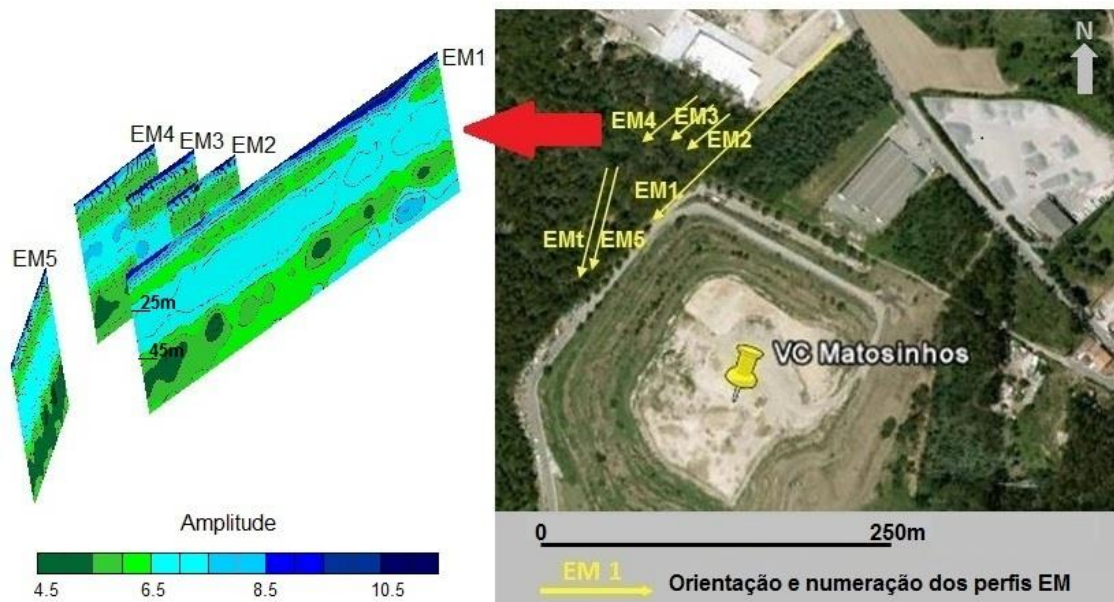 EM1
EM4
EM3
EM2
EM5
25m
45m
Amplitude
4.5 6.5 8.5 10.5
N
EM4
EM3
EM2
EM1
EMt
EM5
VC Matosinhos
0 250m
EM 1 Orientação e numeração dos perfis EM